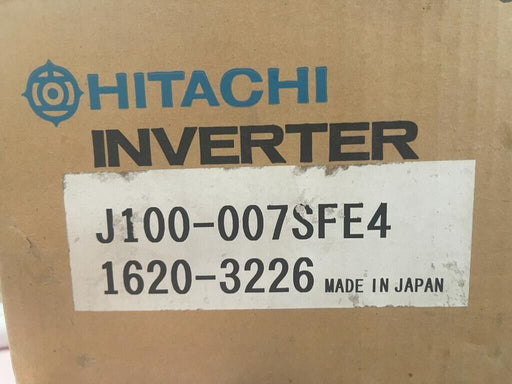 HITACHI
INVERTER
J100-007SFE4
1620-3226 MADE IN JAPAN